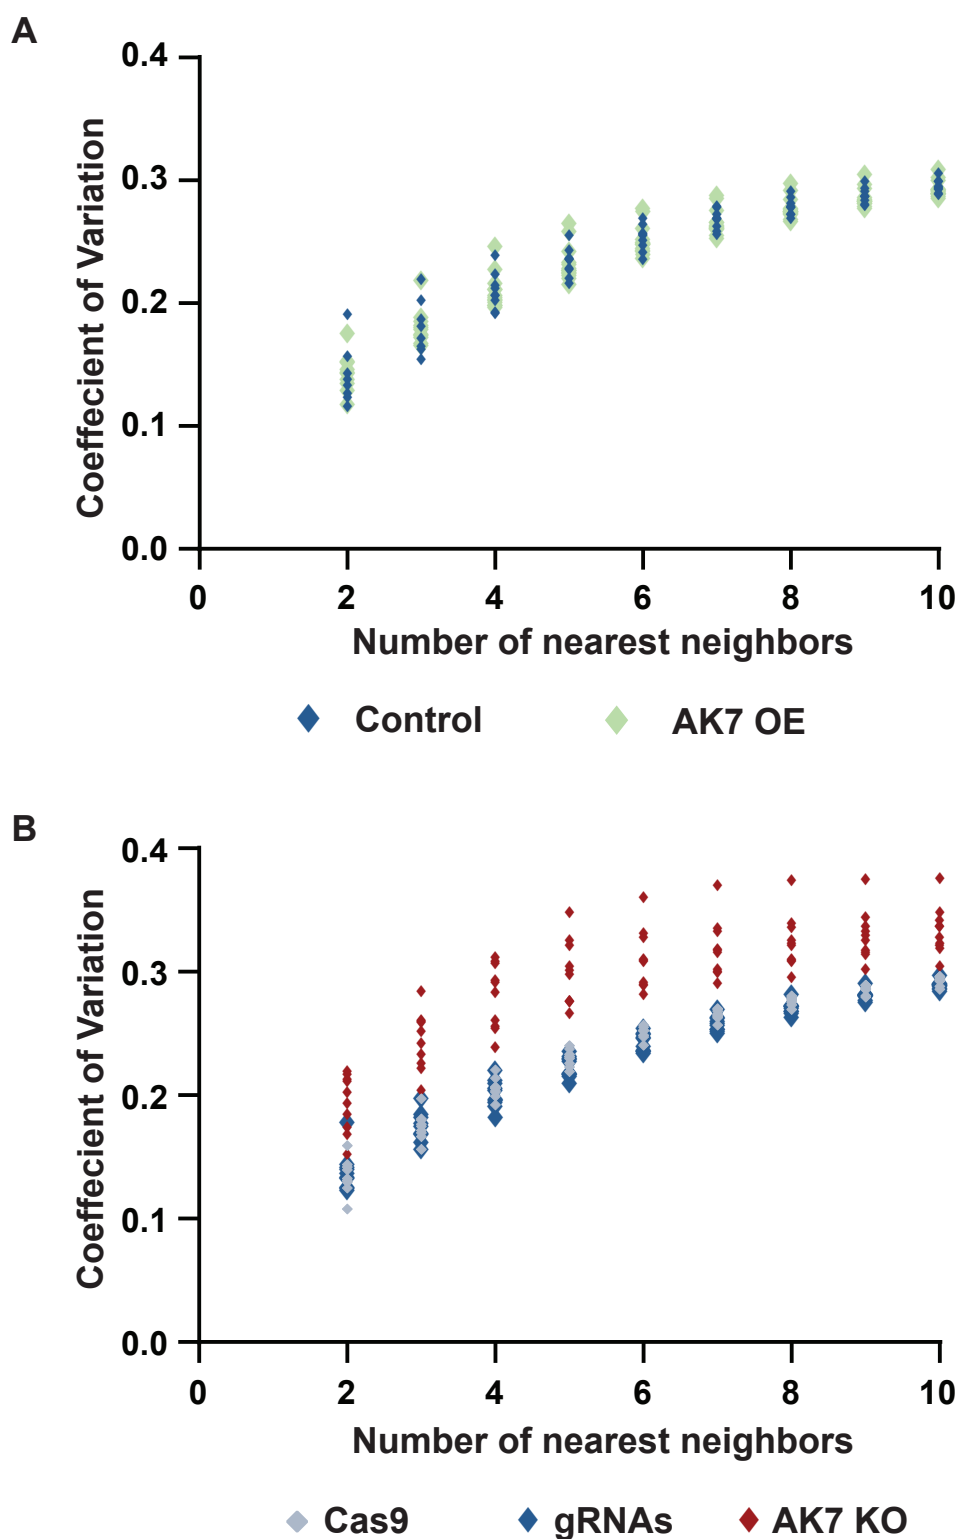 A
0.4
0.3
0.2
0.1
0.0
Coeffecient of Variation
0 2 4 6 8 10
Number of nearest neighbors
Control AK7 OE
B
0.4
0.3
0.2
0.1
0.0
Coeffecient of Variation
0 2 4 6 8 10
Number of nearest neighbors
Cas9 gRNAs AK7 KO